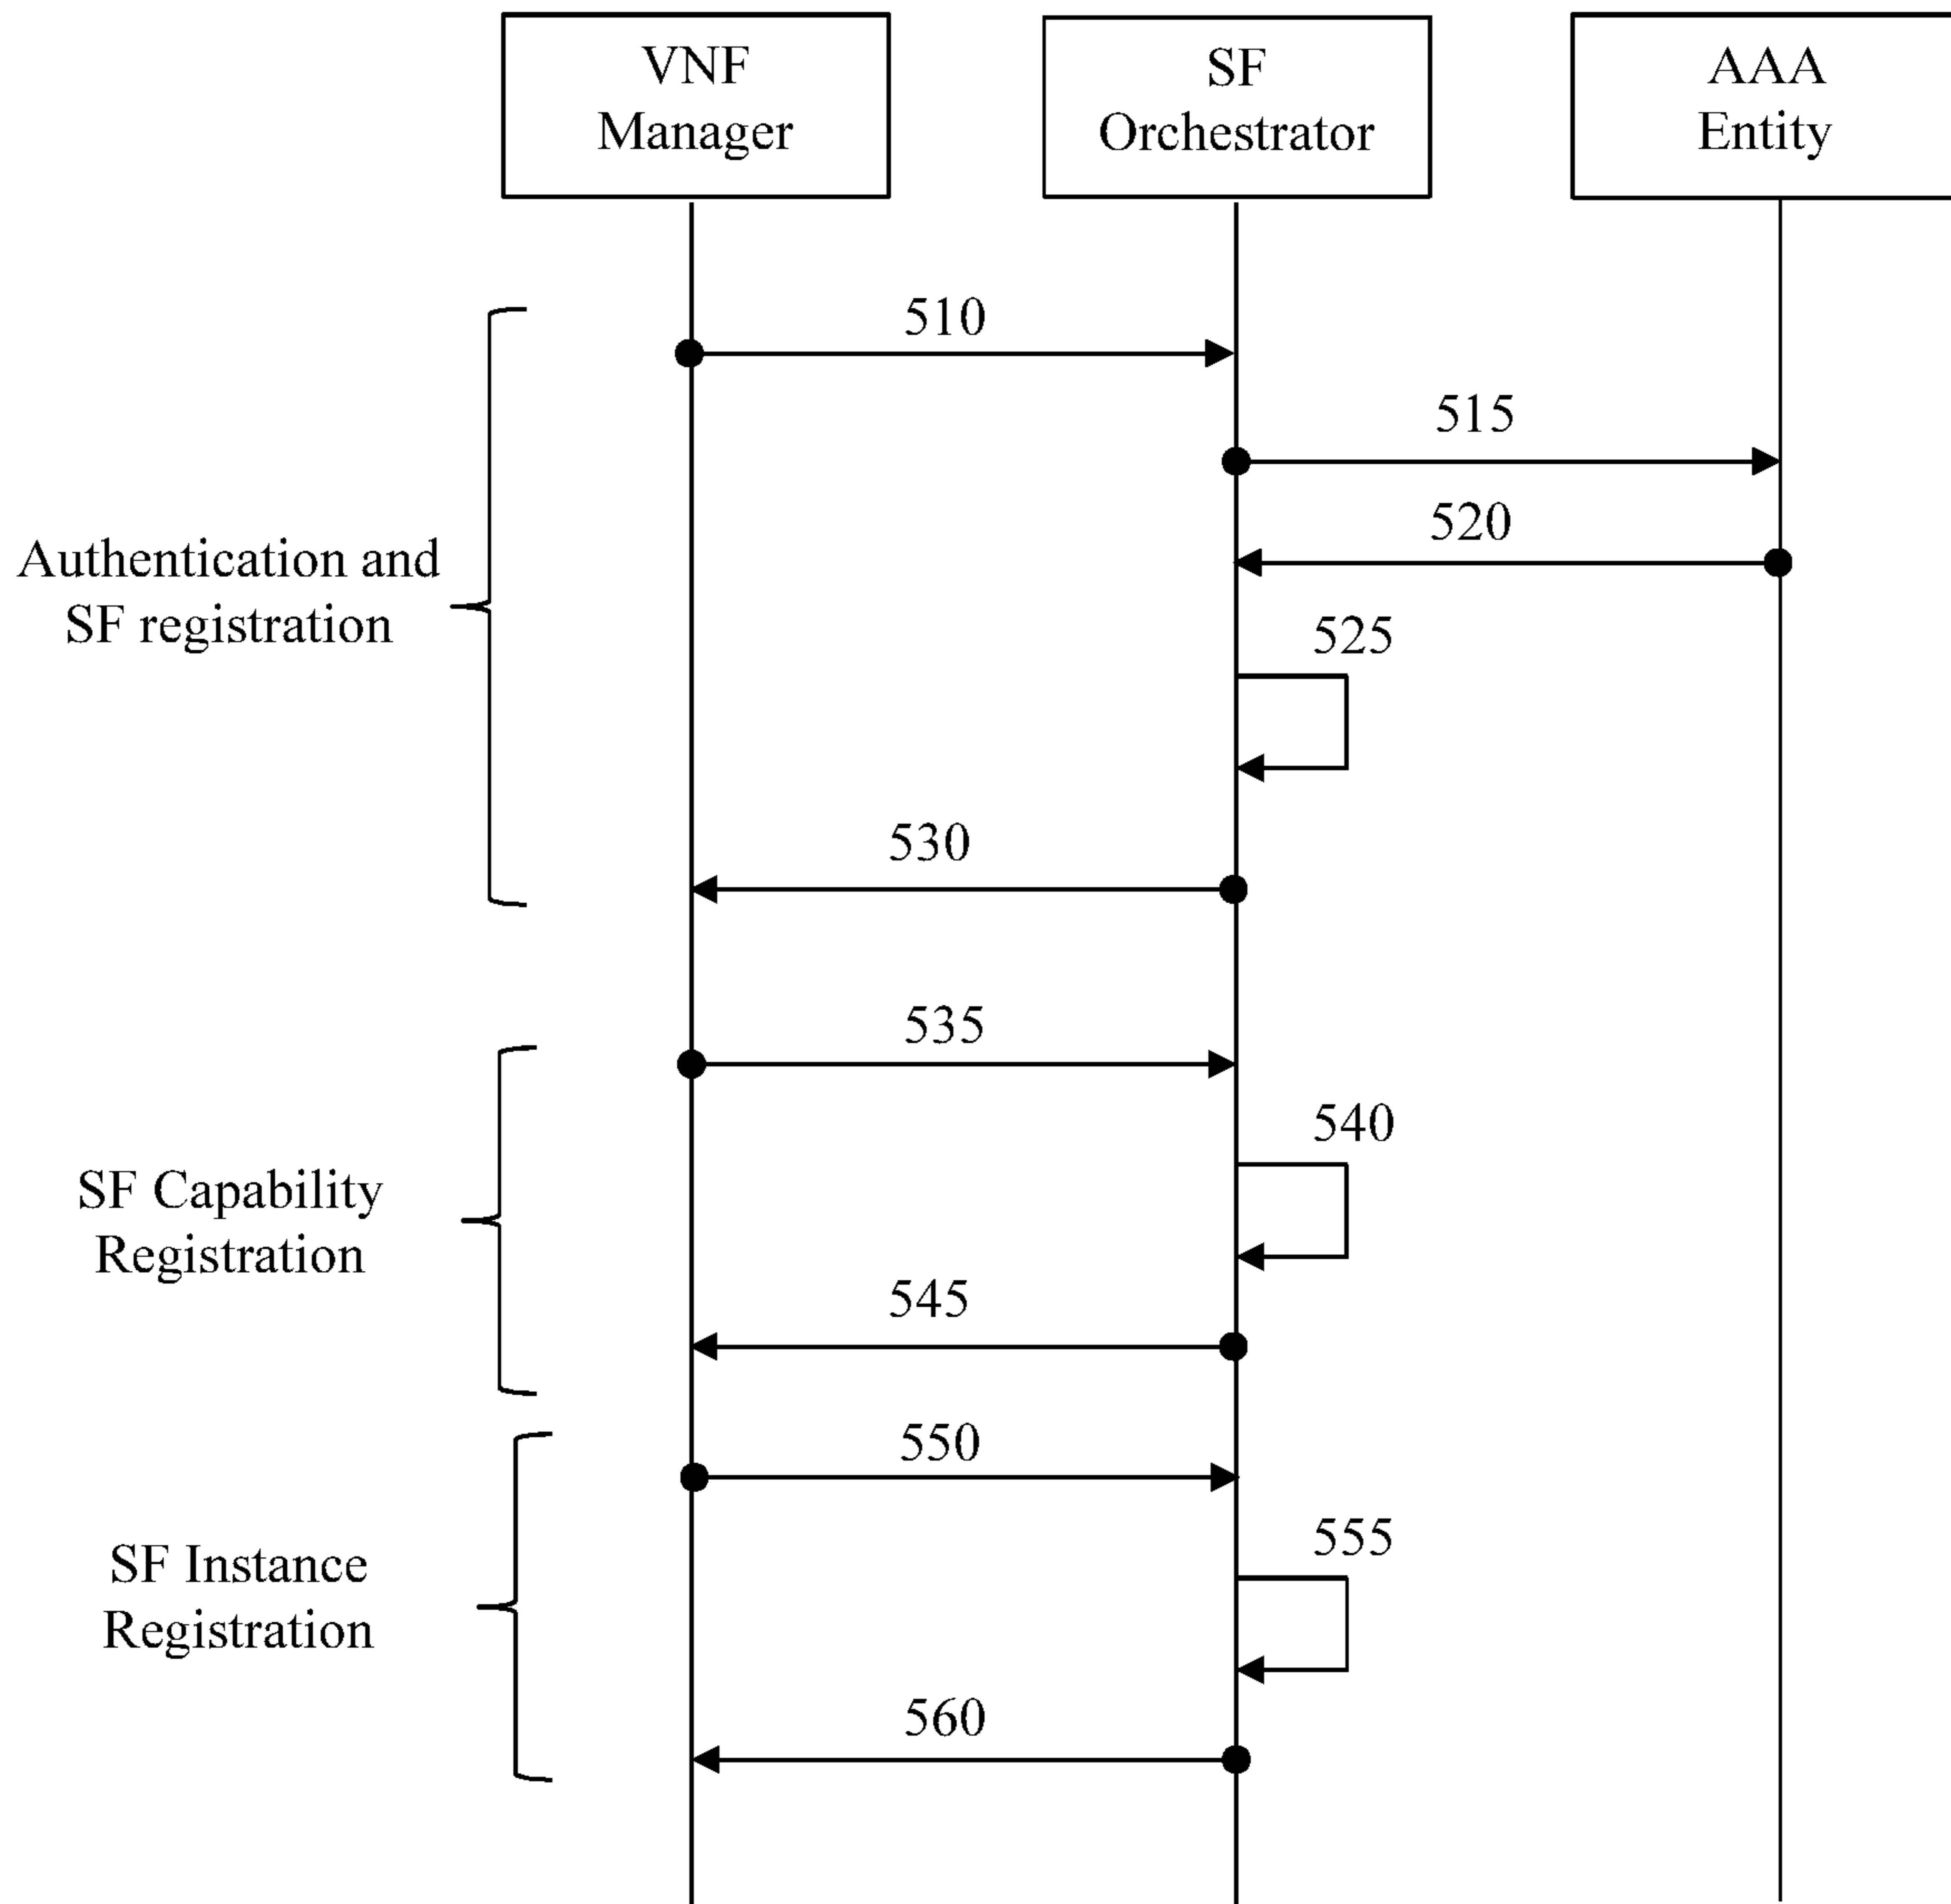 VNF
Manager
SF
Orchestrator
AAA
Entity
510
515
520
Authentication and
SF registration
525
530
535
540
SF Capability
Registration
545
550
555
SF Instance
Registration
560